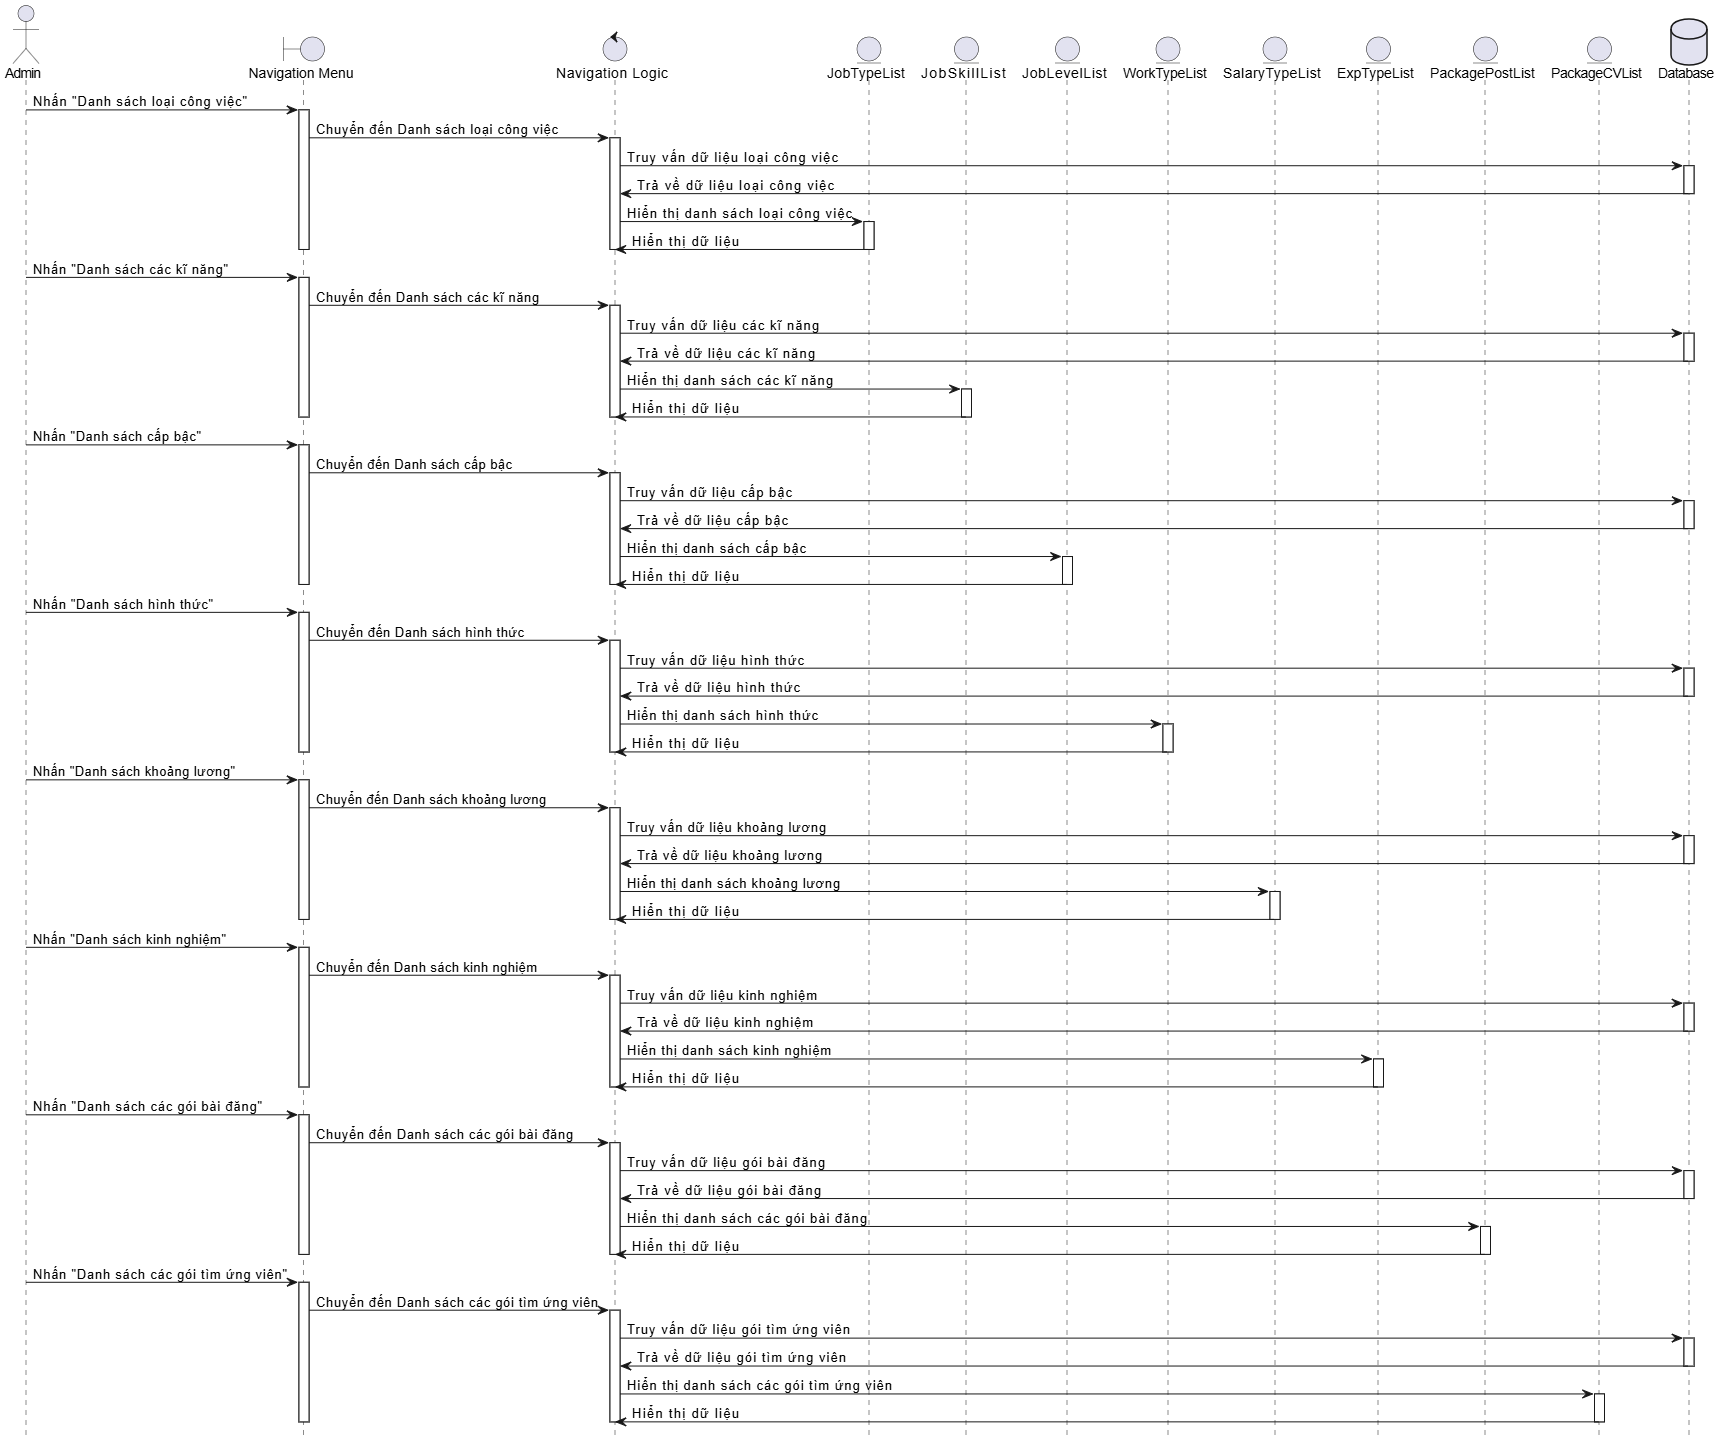 Admin
Navigation Menu
Navigation Logic
JobTypeList
JobSkillList
JobLevelList
WorkTypeList
SalaryTypeList
ExpTypeList
PackagePostList
PackageCVList
Database
Nhấn "Danh sách loại công việc"
Chuyển đến Danh sách loại công việc
Truy vấn dữ liệu loại công việc
Trả về dữ liệu loại công việc
Hiển thị danh sách loại công việc
Hiển thị dữ liệu
Nhấn "Danh sách các kĩ năng"
Chuyển đến Danh sách các kĩ năng
Truy vấn dữ liệu các kĩ năng
Trả về dữ liệu các kĩ năng
Hiển thị danh sách các kĩ năng
Hiển thị dữ liệu
Nhấn "Danh sách cấp bậc"
Chuyển đến Danh sách cấp bậc
Truy vấn dữ liệu cấp bậc
Trả về dữ liệu cấp bậc
Hiển thị danh sách cấp bậc
Hiển thị dữ liệu
Nhấn "Danh sách hình thức"
Chuyển đến Danh sách hình thức
Truy vấn dữ liệu hình thức
Trả về dữ liệu hình thức
Hiển thị danh sách hình thức
Hiển thị dữ liệu
Nhấn "Danh sách khoảng lương"
Chuyển đến Danh sách khoảng lương
Truy vấn dữ liệu khoảng lương
Trả về dữ liệu khoảng lương
Hiển thị danh sách khoảng lương
Hiển thị dữ liệu
Nhấn "Danh sách kinh nghiệm"
Chuyển đến Danh sách kinh nghiệm
Truy vấn dữ liệu kinh nghiệm
Trả về dữ liệu kinh nghiệm
Hiển thị danh sách kinh nghiệm
Hiển thị dữ liệu
Nhấn "Danh sách các gói bài đăng"
Chuyển đến Danh sách các gói bài đăng
Truy vấn dữ liệu gói bài đăng
Trả về dữ liệu gói bài đăng
Hiển thị danh sách các gói bài đăng
Hiển thị dữ liệu
Nhấn "Danh sách các gói tìm ứng viên"
Chuyển đến Danh sách các gói tìm ứng viên
Truy vấn dữ liệu gói tìm ứng viên
Trả về dữ liệu gói tìm ứng viên
Hiển thị danh sách các gói tìm ứng viên
Hiển thị dữ liệu